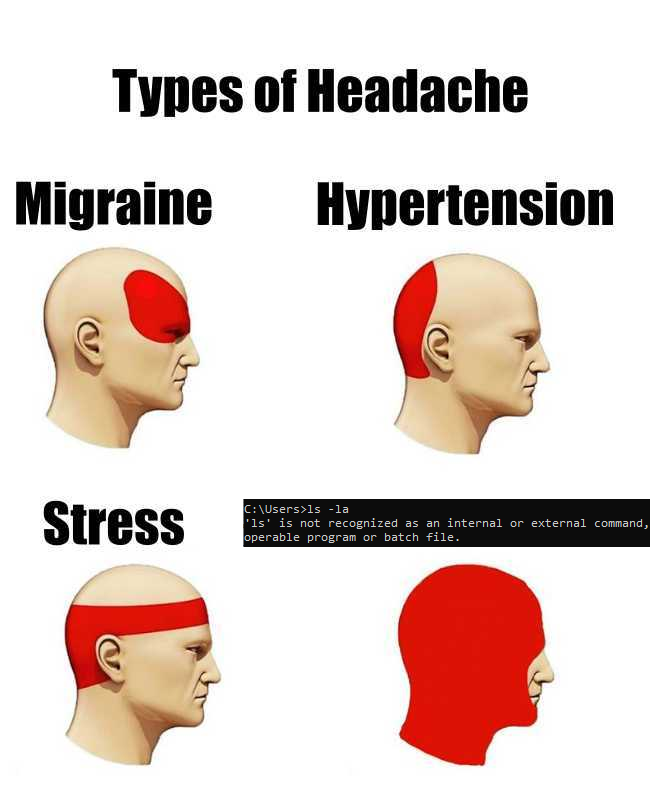 Types of Headache
Migraine
Hypertension
Stress
C:\Users>ls -la
'ls' is not recognized as an internal or external command,
operable program or batch file.